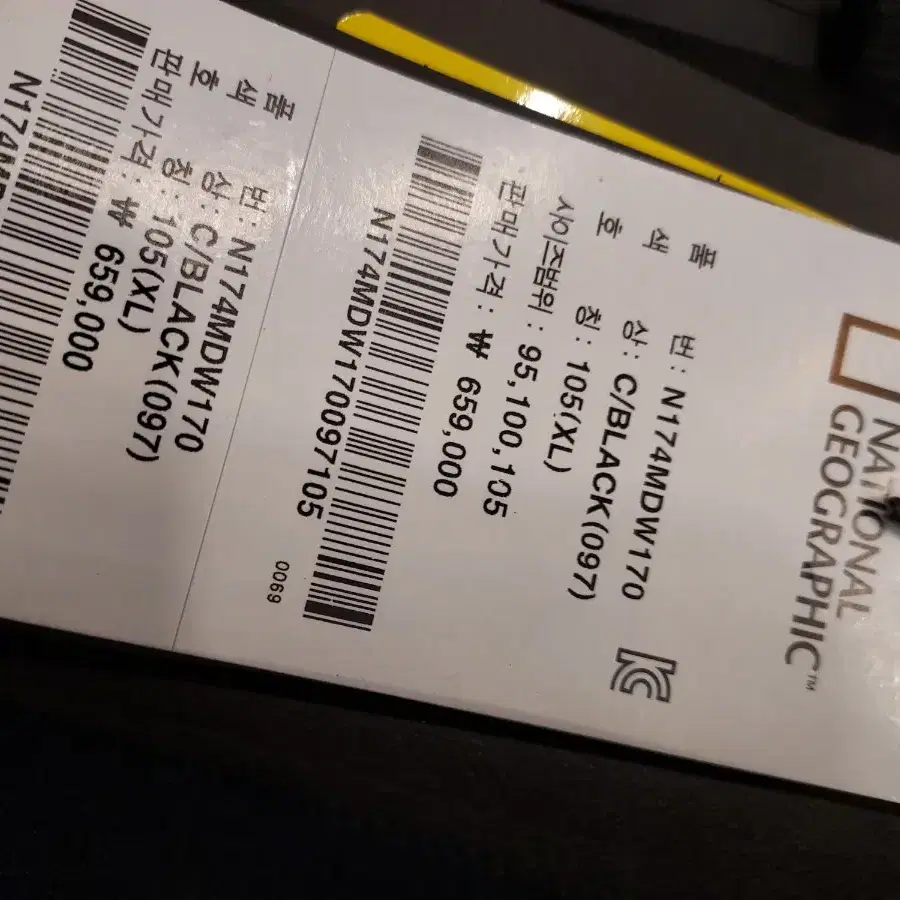 NATIONAL
GEOGRAPHIC™
품 번 : N174MDW170
색 상 : C/BLACK(097)
호 칭 : 105(XL)
사이즈범위 : 95,100,105
판매가격 : ₩ 659,000
N174MDW170097105
0069
품 번 : N174MDW170
색 상 : C/BLACK(097)
호 칭 : 105(XL)
판매가격 : ₩ 659,000